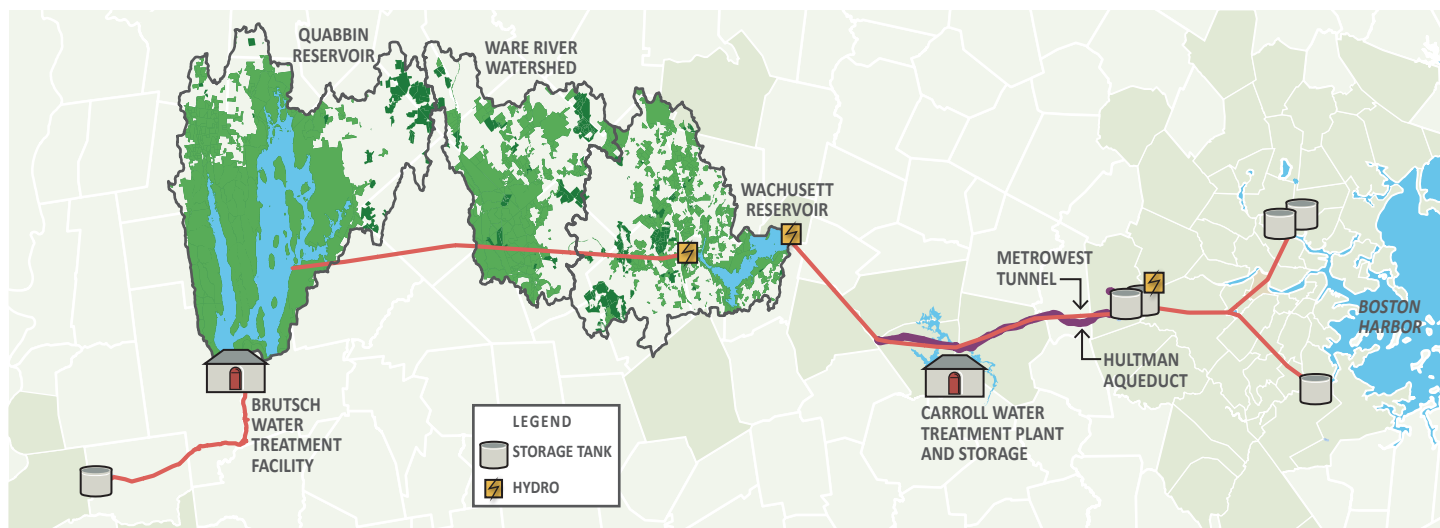 QUABBIN
RESERVOIR
WARE RIVER
WATERSHED
WACHUSETT
RESERVOIR
METROWEST
TUNNEL
BOSTON
HARBOR
HULTMAN
AQUEDUCT
BRUTSCH
WATER
TREATMENT
FACILITY
CARROLL WATER
TREATMENT PLANT
AND STORAGE
LEGEND
STORAGE TANK
HYDRO